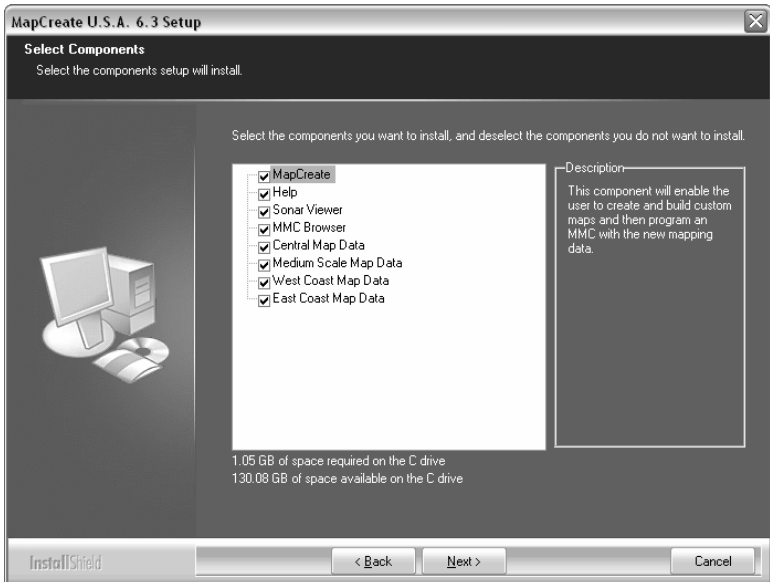 MapCreate U.S.A. 6.3 Setup
Select Components
Select the components setup will install.
Select the components you want to install, and deselect the components you do not want to install.
MapCreate
Help
Sonar Viewer
MMC Browser
Central Map Data
Medium Scale Map Data
West Coast Map Data
East Coast Map Data
Description
This component will enable the
user to create and build custom
maps and then program an
MMC with the new mapping
data.
1.05 GB of space required on the C drive
130.08 GB of space available on the C drive
InstallShield
< Back
Next >
Cancel